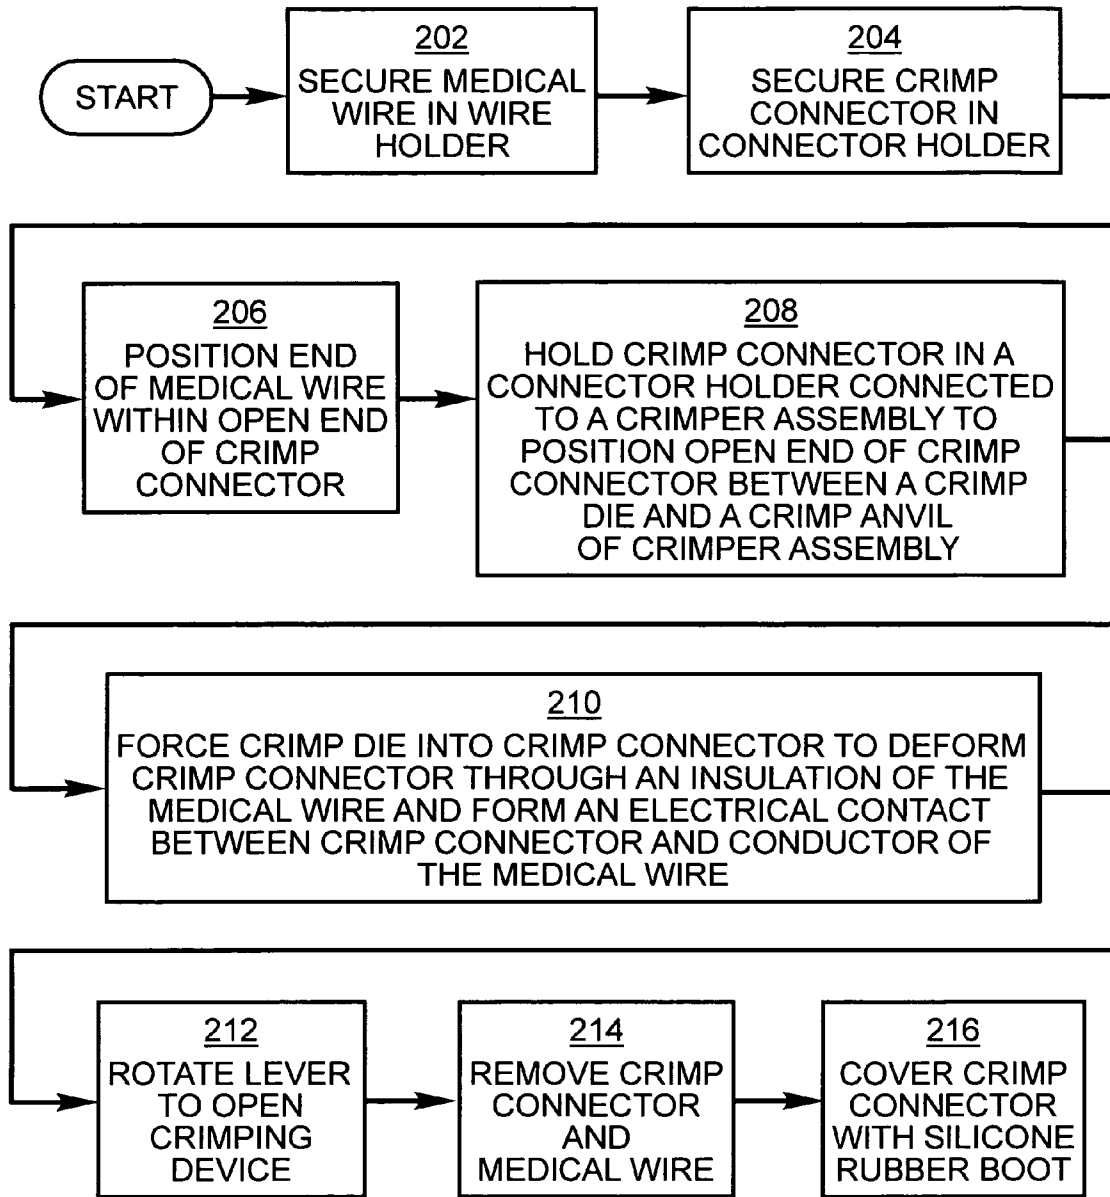 START
202
SECURE MEDICAL
WIRE IN WIRE
HOLDER
204
SECURE CRIMP
CONNECTOR IN
CONNECTOR HOLDER
206
POSITION END
OF MEDICAL WIRE
WITHIN OPEN END
OF CRIMP
CONNECTOR
208
HOLD CRIMP CONNECTOR IN A
CONNECTOR HOLDER CONNECTED
TO A CRIMPER ASSEMBLY TO
POSITION OPEN END OF CRIMP
CONNECTOR BETWEEN A CRIMP
DIE AND A CRIMP ANVIL
OF CRIMPER ASSEMBLY
210
FORCE CRIMP DIE INTO CRIMP CONNECTOR TO DEFORM
CRIMP CONNECTOR THROUGH AN INSULATION OF THE
MEDICAL WIRE AND FORM AN ELECTRICAL CONTACT
BETWEEN CRIMP CONNECTOR AND CONDUCTOR OF
THE MEDICAL WIRE
212
ROTATE LEVER
TO OPEN
CRIMPING
DEVICE
214
REMOVE CRIMP
CONNECTOR
AND
MEDICAL WIRE
216
COVER CRIMP
CONNECTOR
WITH SILICONE
RUBBER BOOT